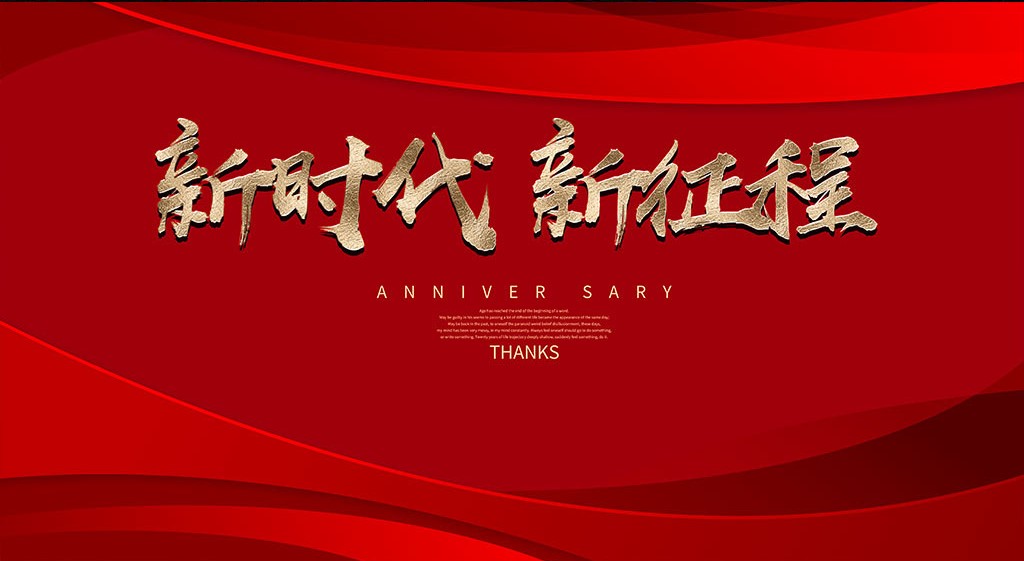 新时代 新征程
ANNIVER SARY
Age has reached the end of the beginning of a word.
May be guilty in his seems to passing a lot of different life became the appearance of the same day;
May be back in the past, to oneself the paranoid weird belief disillusionment, these days,
my mind has been very messy, in my mind constantly. Always feel oneself should go to do something,
or write something. Twenty years of life trajectory deeply shallow, suddenly feel something, do it.
THANKS